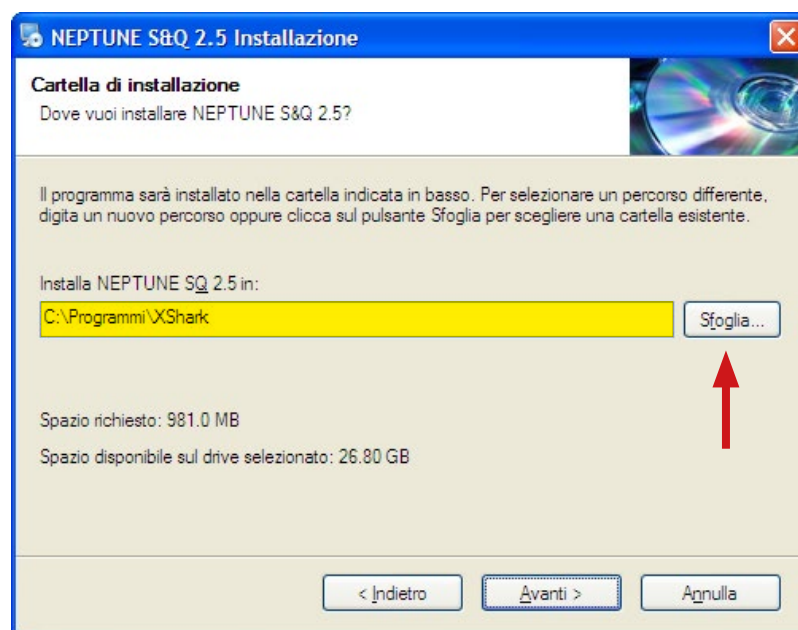 NEPTUNE S&Q 2.5 Installazione
Cartella di installazione
Dove vuoi installare NEPTUNE S&Q 2.5?
Il programma sarà installato nella cartella indicata in basso. Per selezionare un percorso differente,
digita un nuovo percorso oppure clicca sul pulsante Sfoglia per scegliere una cartella esistente.
Installa NEPTUNE SQ 2.5 in:
C:\Programmi\XShark
Sfoglia...
Spazio richiesto: 981.0 MB
Spazio disponibile sul drive selezionato: 26.80 GB
< Indietro
Avanti >
Annulla